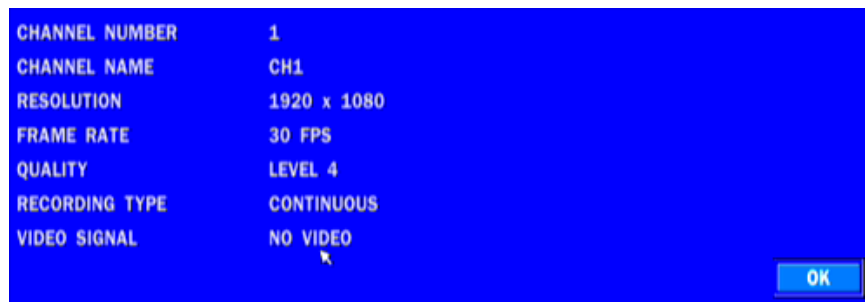 CHANNEL NUMBER 1
CHANNEL NAME CH1
RESOLUTION 1920 x 1080
FRAME RATE 30 FPS
QUALITY LEVEL 4
RECORDING TYPE CONTINUOUS
VIDEO SIGNAL NO VIDEO
OK